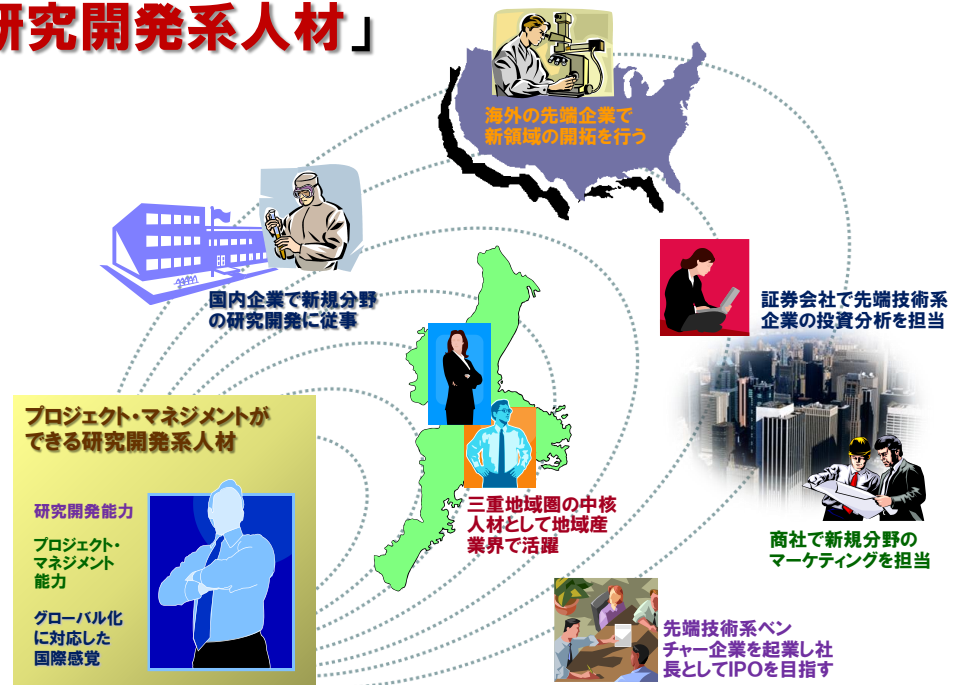 研究開発系人材」
海外の先端企業で
新領域の開拓を行う
国内企業で新規分野
の研究開発に従事
証券会社で先端技術系
企業の投資分析を担当
プロジェクト・マネジメントが
できる研究開発系人材
研究開発能力
プロジェクト・
マネジメント
能力
グローバル化
に対応した
国際感覚
三重地域圏の中核
人材として地域産
業界で活躍
商社で新規分野の
マーケティングを担当
先端技術系ベン
チャー企業を起業し社
長としてIPOを目指す